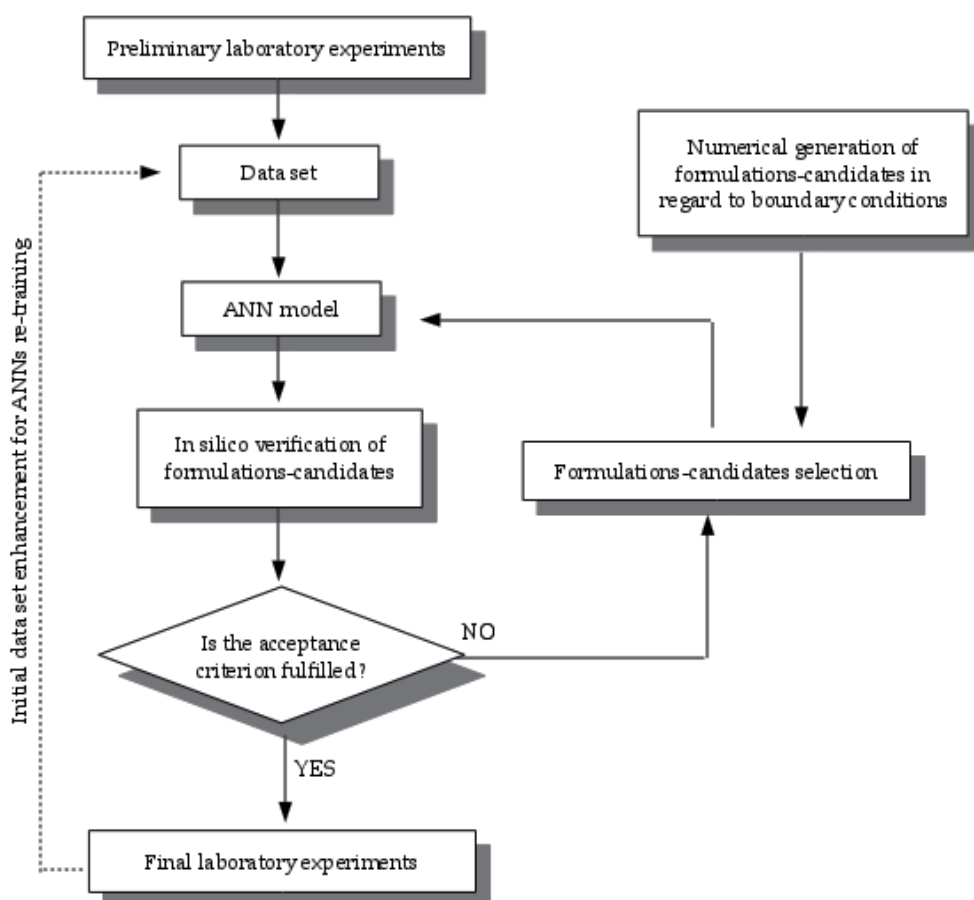 Preliminary laboratory experiments
Data set
Numerical generation of
formulations-candidates in
regard to boundary conditions
ANN model
In silico verification of
formulations-candidates
Formulations-candidates selection
Is the acceptance
criterion fulfilled?
NO
YES
Final laboratory experiments
Initial data set enhancement for ANNs re-training